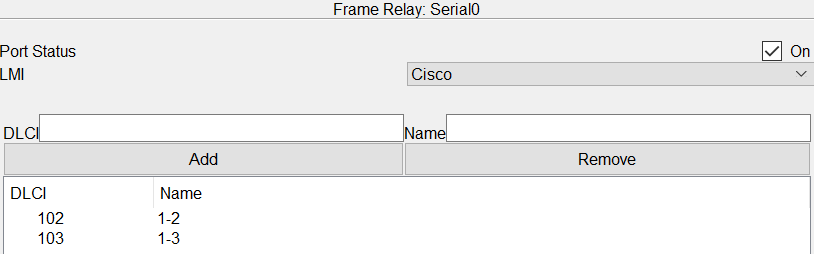 Frame Relay: Serial0
Port Status On
LMI Cisco
DLCI Name
Add Remove
DLCI Name
102 1-2
103 1-3